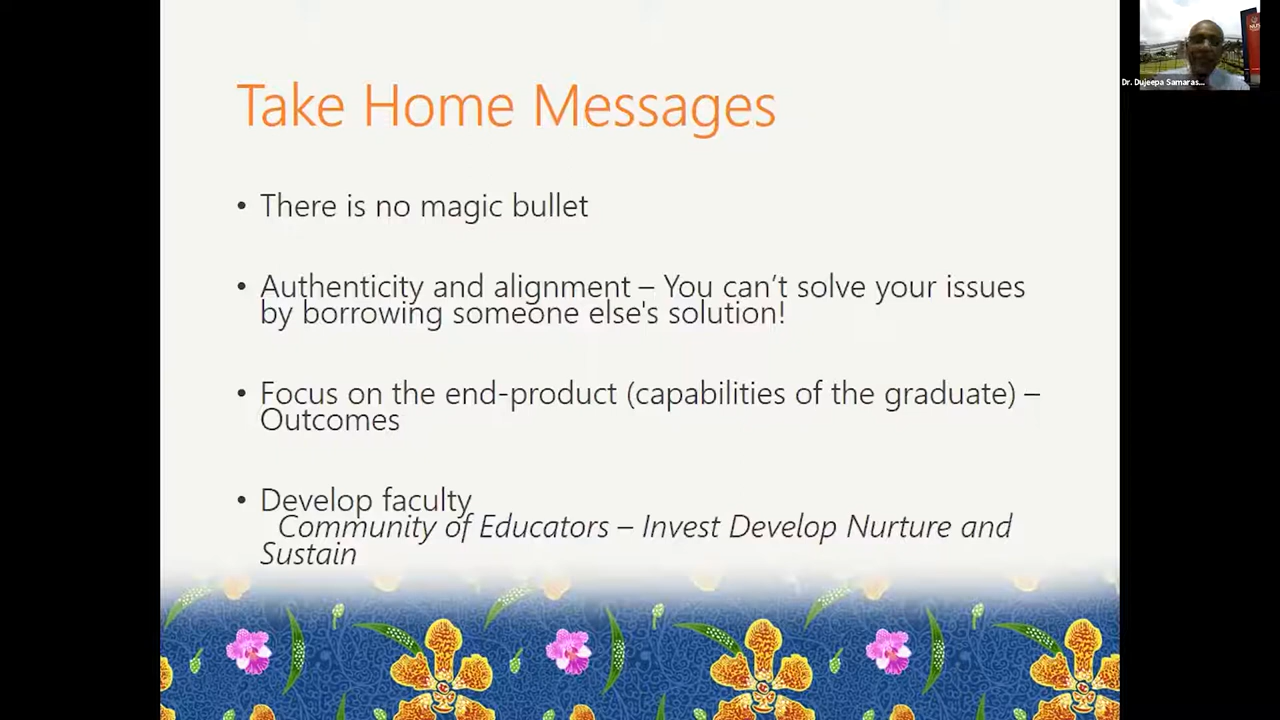 Take Home Messages
• There is no magic bullet
• Authenticity and alignment – You can't solve your issues
by borrowing someone else's solution!
• Focus on the end-product (capabilities of the graduate) –
Outcomes
• Develop faculty
Community of Educators – Invest Develop Nurture and
Sustain
Dr. Dujeepa Samaras...